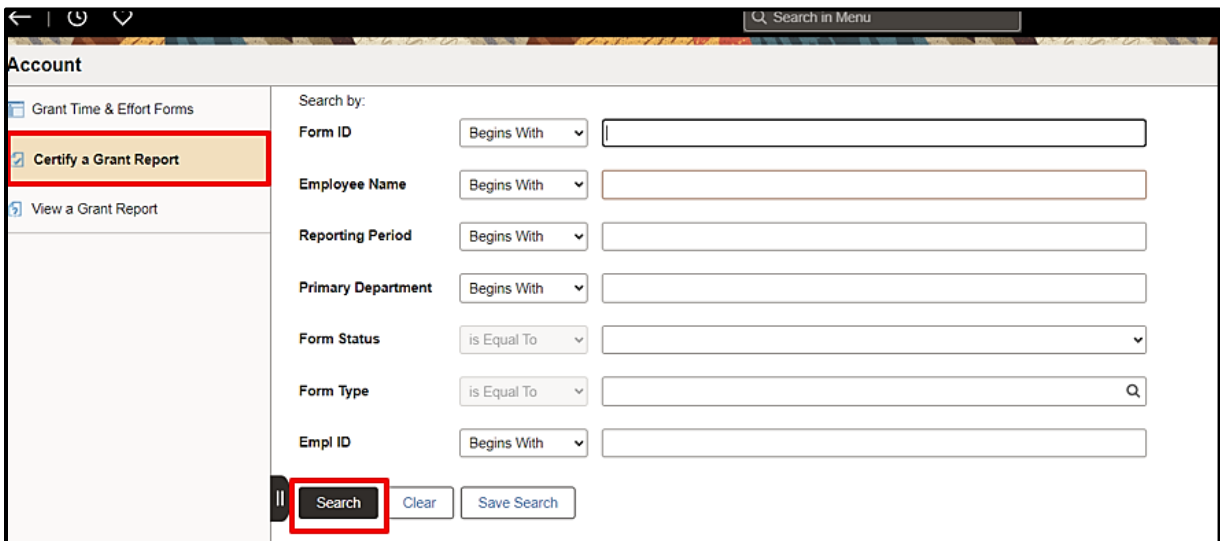 Search in Menu
Account
Grant Time & Effort Forms
Certify a Grant Report
View a Grant Report
Search by:
Form ID Begins With
Employee Name Begins With
Reporting Period Begins With
Primary Department Begins With
Form Status is Equal To
Form Type is Equal To
Empl ID Begins With
Search Clear Save Search